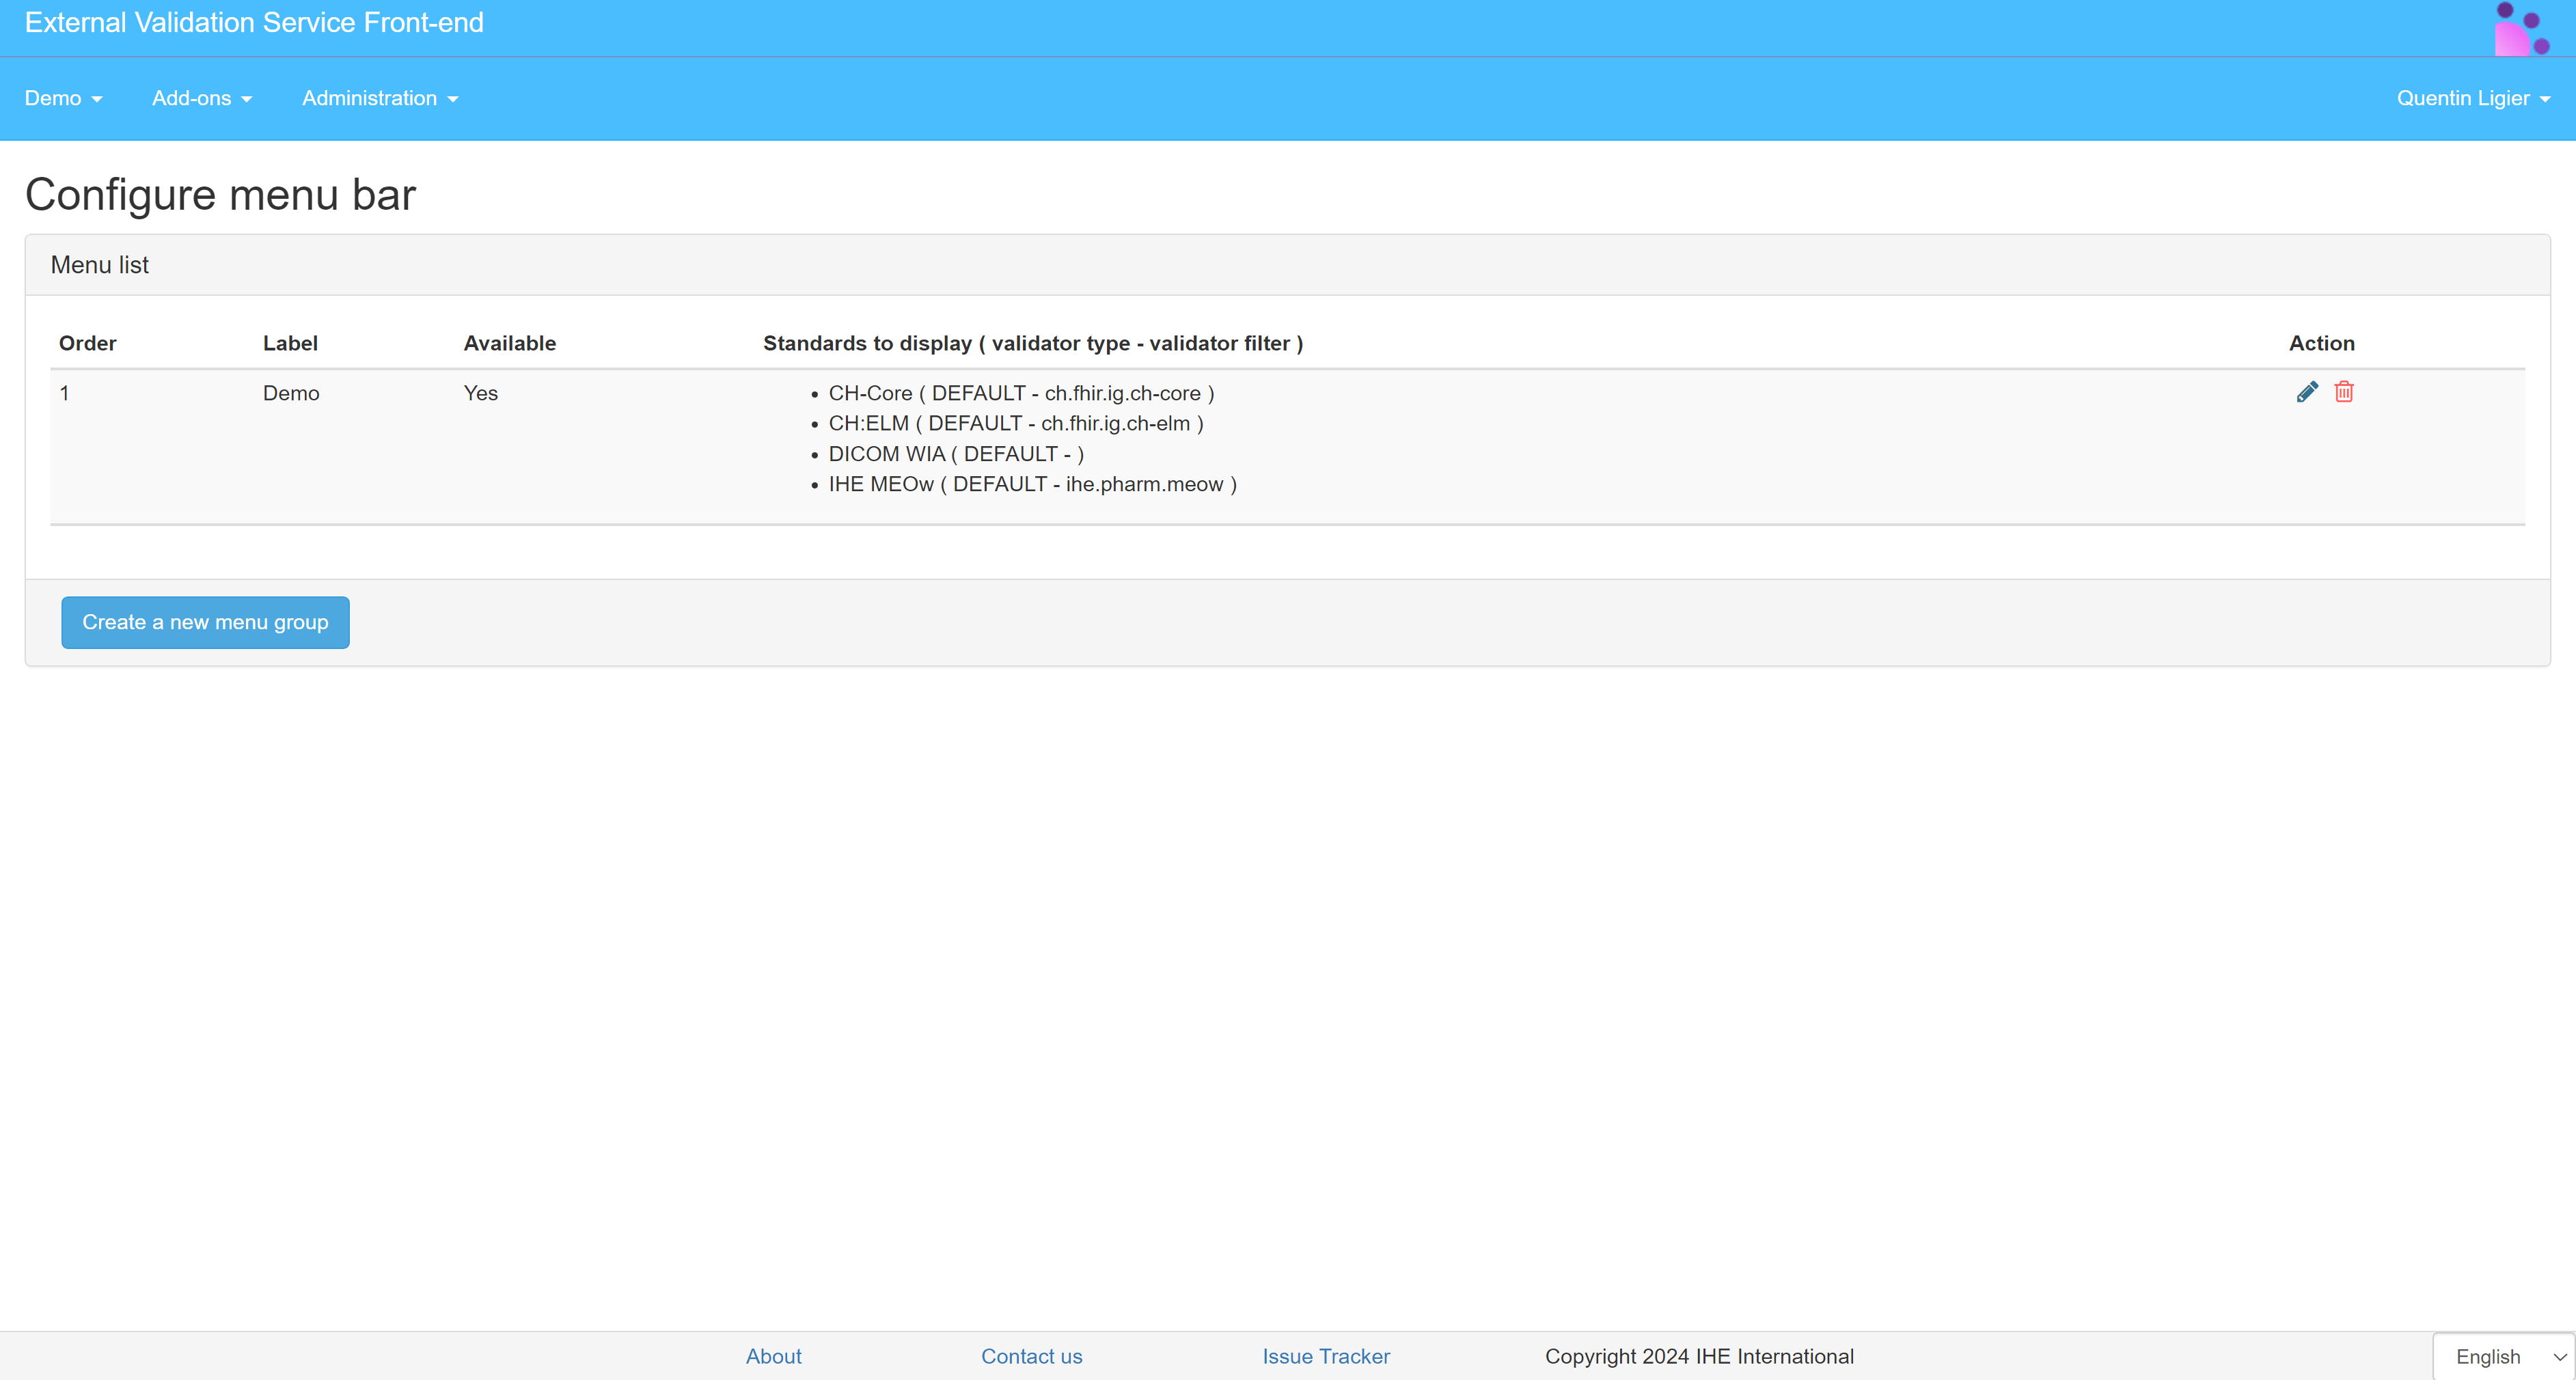 External Validation Service Front-end
Demo Add-ons Administration Quentin Ligier
Configure menu bar
Menu list
Order Label Available Standards to display ( validator type - validator filter ) Action
1 Demo Yes • CH-Core ( DEFAULT - ch.fhir.ig.ch-core )
• CH:ELM ( DEFAULT - ch.fhir.ig.ch-elm )
• DICOM WIA ( DEFAULT - )
• IHE MEOw ( DEFAULT - ihe.pharm.meow )
Create a new menu group
About Contact us Issue Tracker Copyright 2024 IHE International English